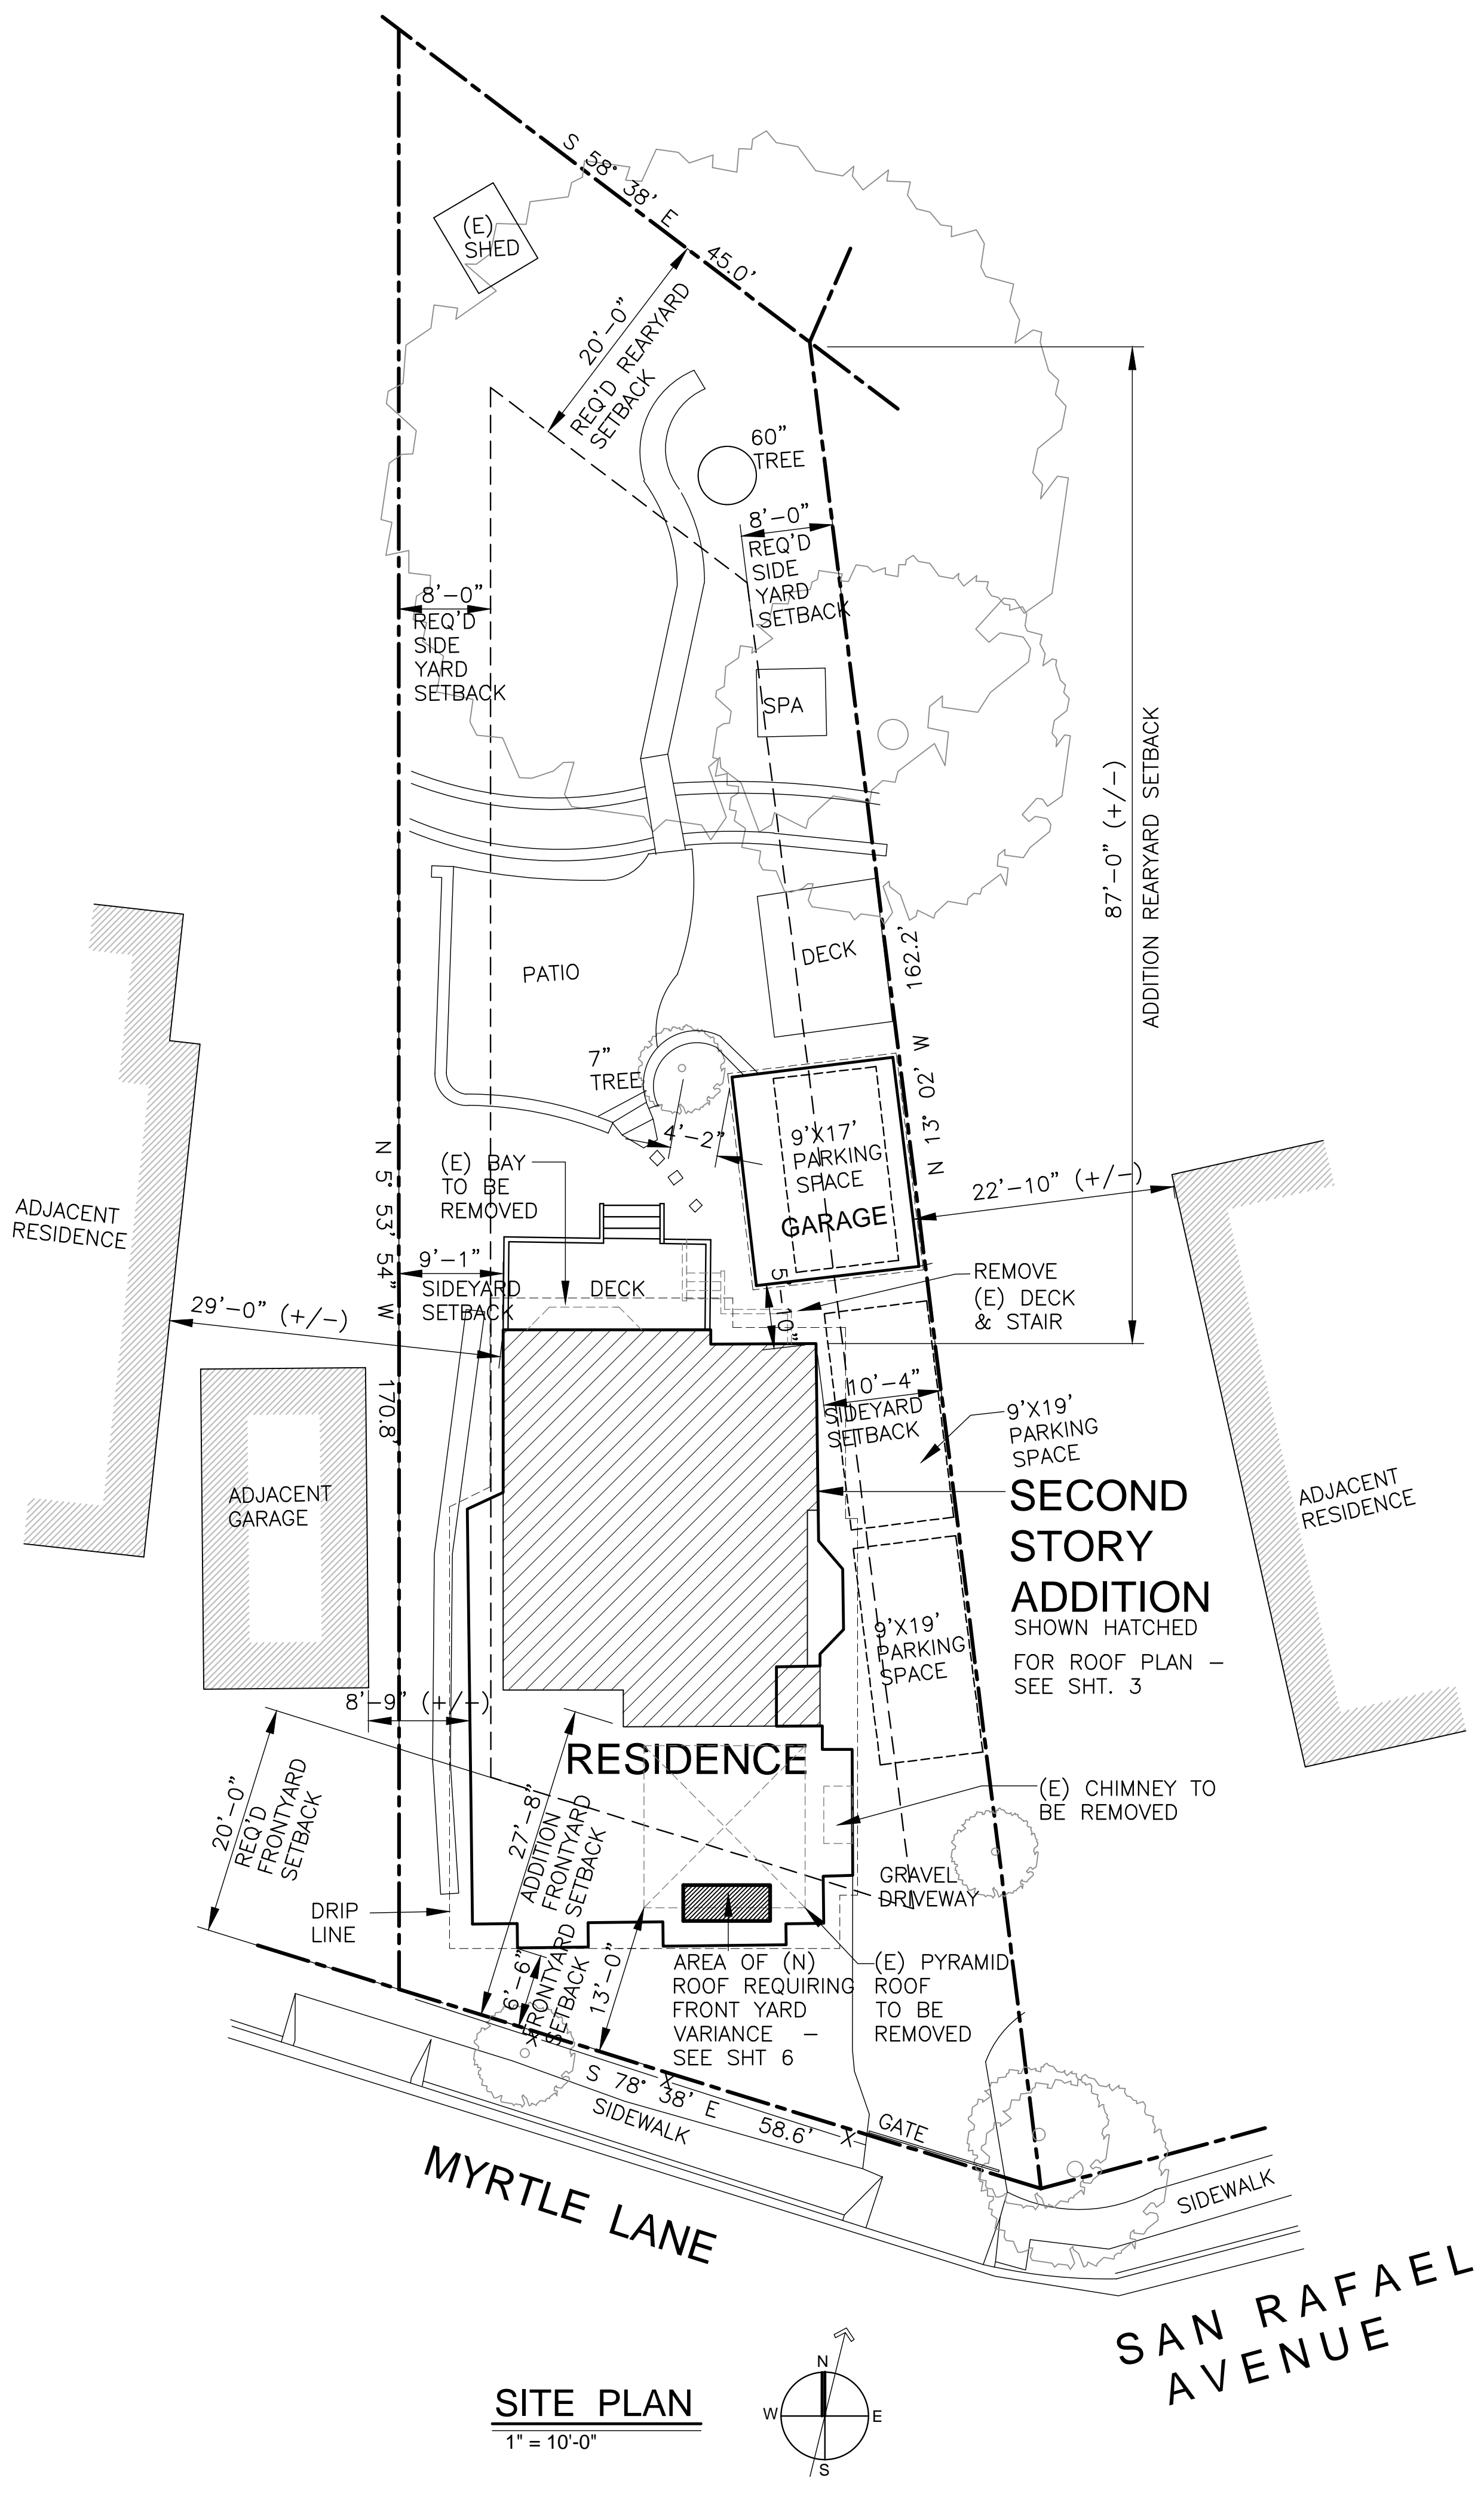 S 58° 38' E 45.0'
(E)
SHED
20'-0"
REQ'D REARYARD
SETBACK
60"
TREE
8'-0"
REQ'D
SIDE
YARD
SETBACK
8'-0"
REQ'D
SIDE
YARD
SETBACK
SPA
87'-0" (+/-)
ADDITION REARYARD SETBACK
DECK
162.2'
N 13° 02' W
PATIO
7"
TREE
4'-2"
9'X17'
PARKING
SPACE
GARAGE
(E) BAY
TO BE
REMOVED
N 5° 53' 54" W 170.8'
ADJACENT
RESIDENCE
22'-10" (+/-)
9'-1"
SIDEYARD
SETBACK
DECK
5'-10"
REMOVE
(E) DECK
& STAIR
29'-0" (+/-)
10'-4"
SIDEYARD
SETBACK
9'X19'
PARKING
SPACE
ADJACENT
GARAGE
SECOND
STORY
ADDITION
SHOWN HATCHED
FOR ROOF PLAN -
SEE SHT. 3
ADJACENT
RESIDENCE
9'X19'
PARKING
SPACE
8'-9" (+/-)
RESIDENCE
20'-0"
REQ'D
FRONTYARD
SETBACK
27'-8"
ADDITION
FRONTYARD
SETBACK
(E) CHIMNEY TO
BE REMOVED
GRAVEL
DRIVEWAY
DRIP
LINE
6'-6"
FRONTYARD
SETBACK
13'-0"
AREA OF (N)
ROOF REQUIRING
FRONT YARD
VARIANCE -
SEE SHT 6
(E) PYRAMID
ROOF
TO BE
REMOVED
X
X
X
S 78° 38' E 58.6'
SIDEWALK
GATE
MYRTLE LANE
SIDEWALK
SAN RAFAEL
AVENUE
SITE PLAN
1" = 10'-0"
N
W
E
S